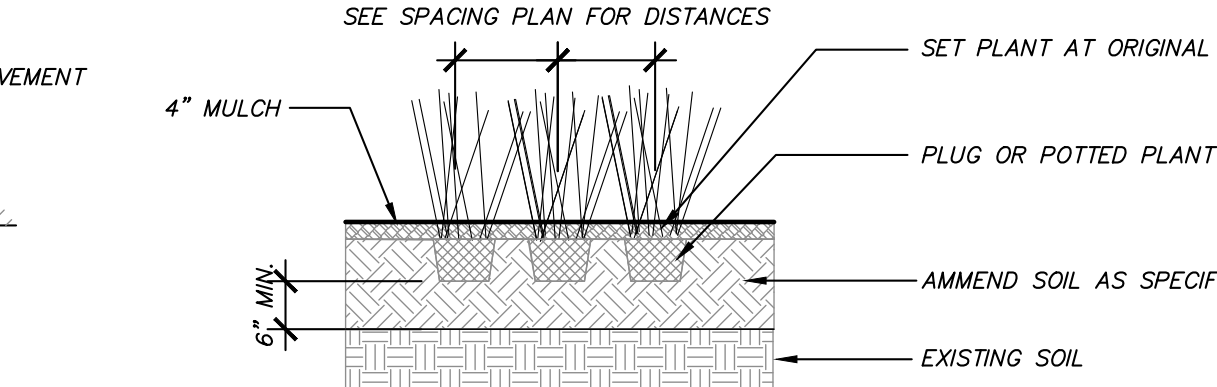 SEE SPACING PLAN FOR DISTANCES
VEMENT
4" MULCH
SET PLANT AT ORIGINAL
PLUG OR POTTED PLANT
6" MIN.
AMMEND SOIL AS SPECIF
EXISTING SOIL